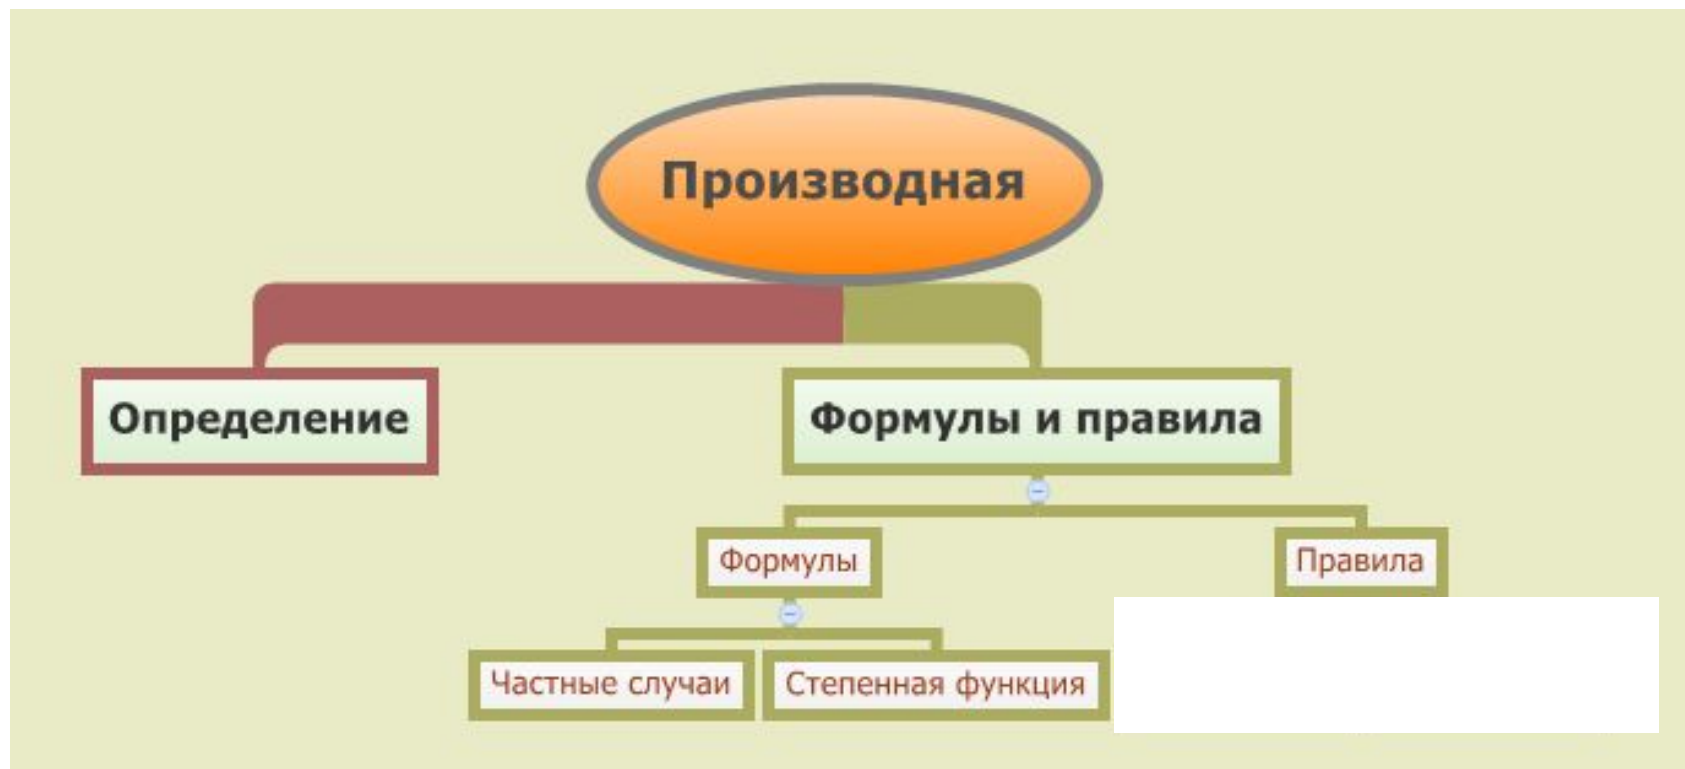 Производная
Определение
Формулы и правила
Формулы
Правила
Частные случаи
Степенная функция